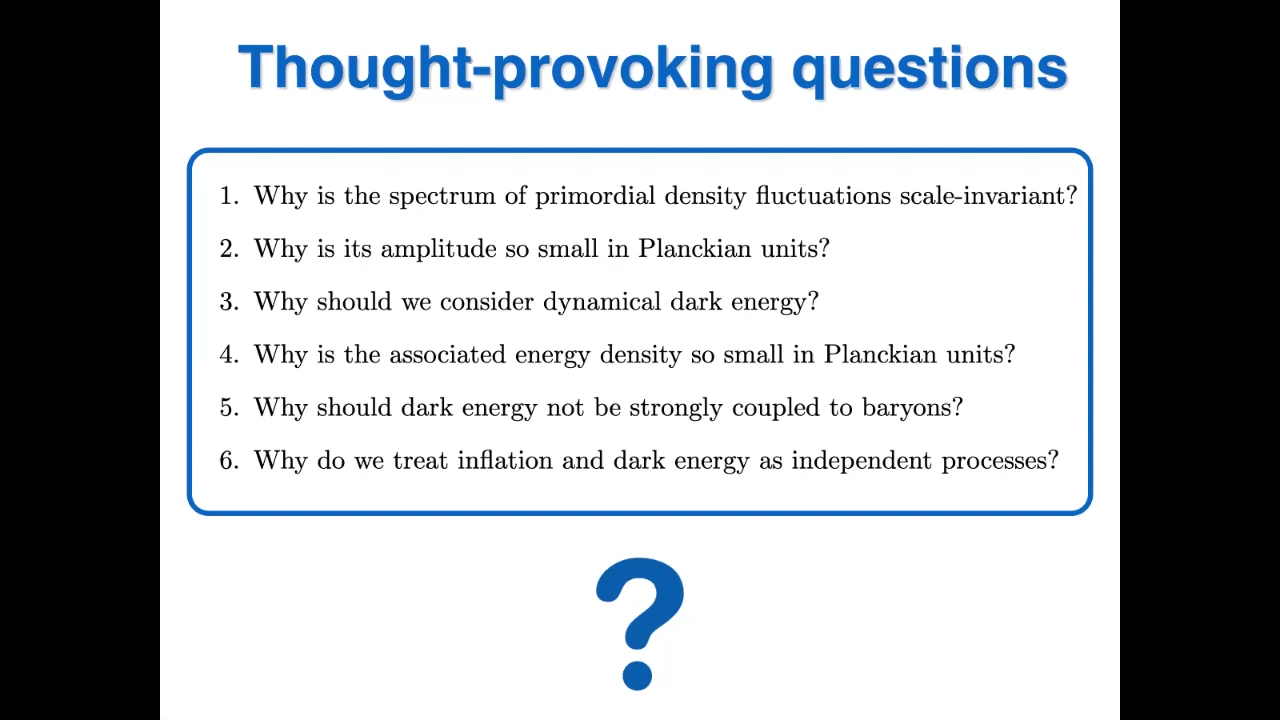 Thought-provoking questions
1. Why is the spectrum of primordial density fluctuations scale-invariant?
2. Why is its amplitude so small in Planckian units?
3. Why should we consider dynamical dark energy?
4. Why is the associated energy density so small in Planckian units?
5. Why should dark energy not be strongly coupled to baryons?
6. Why do we treat inflation and dark energy as independent processes?
?